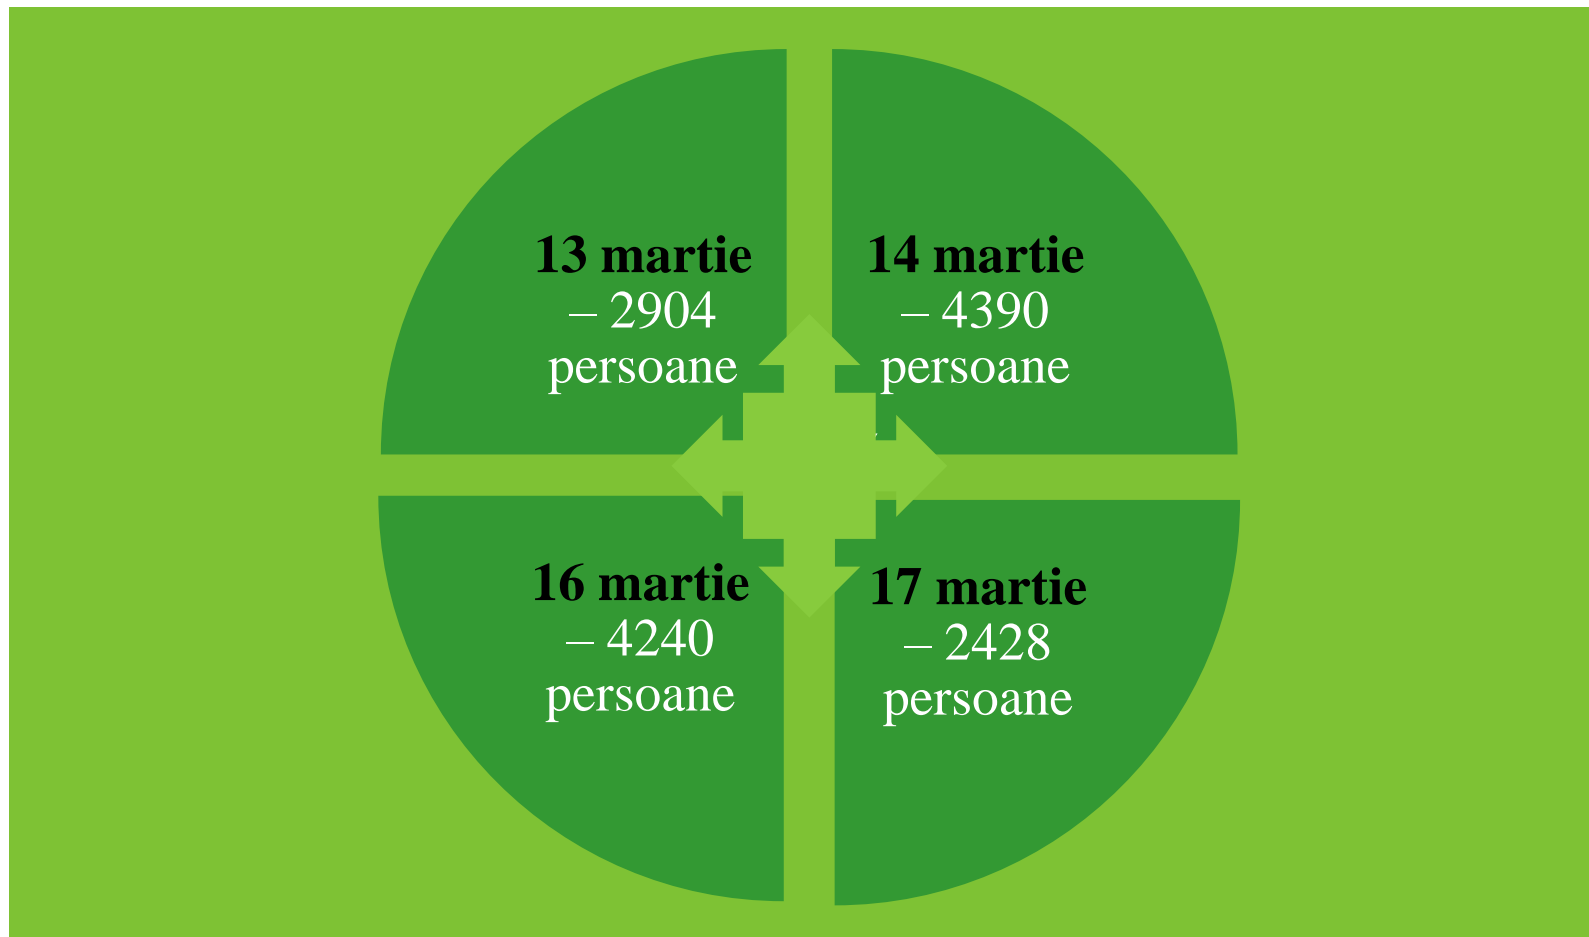 13 martie
– 2904
persoane
14 martie
– 4390
persoane
16 martie
– 4240
persoane
17 martie
– 2428
persoane